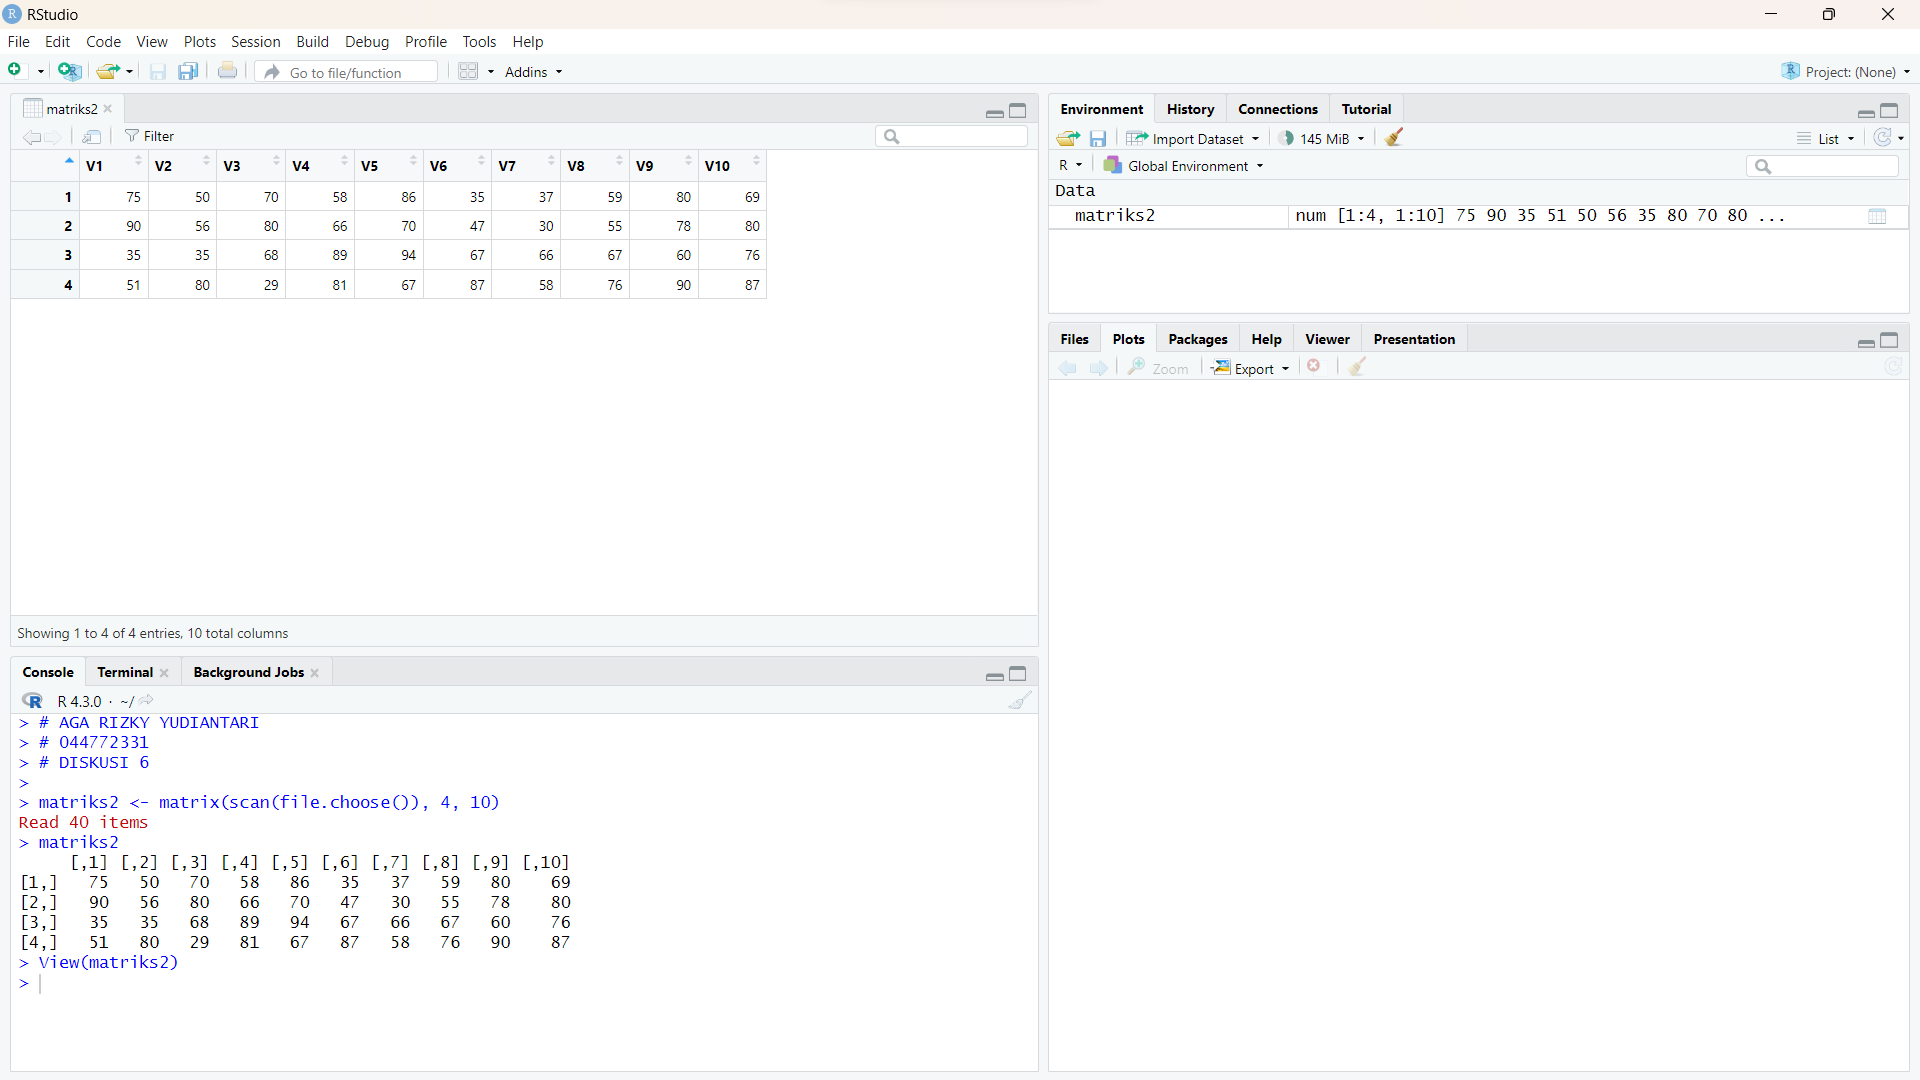 RStudio
File Edit Code View Plots Session Build Debug Profile Tools Help
Go to file/function Addins Project: (None)
matriks2
Filter
V1 V2 V3 V4 V5 V6 V7 V8 V9 V10
1 75 50 70 58 86 35 37 59 80 69
2 90 56 80 66 70 47 30 55 78 80
3 35 35 68 89 94 67 66 67 60 76
4 51 80 29 81 67 87 58 76 90 87
Showing 1 to 4 of 4 entries, 10 total columns
Console Terminal Background Jobs
R 4.3.0 · ~/
> # AGA RIZKY YUDIANTARI
> # 044772331
> # DISKUSI 6
>
> matriks2 <- matrix(scan(file.choose()), 4, 10)
Read 40 items
> matriks2
[,1] [,2] [,3] [,4] [,5] [,6] [,7] [,8] [,9] [,10]
[1,] 75 50 70 58 86 35 37 59 80 69
[2,] 90 56 80 66 70 47 30 55 78 80
[3,] 35 35 68 89 94 67 66 67 60 76
[4,] 51 80 29 81 67 87 58 76 90 87
> View(matriks2)
>
Environment History Connections Tutorial
Import Dataset 145 MiB List
R Global Environment
Data
matriks2 num [1:4, 1:10] 75 90 35 51 50 56 35 80 70 80 ...
Files Plots Packages Help Viewer Presentation
Zoom Export